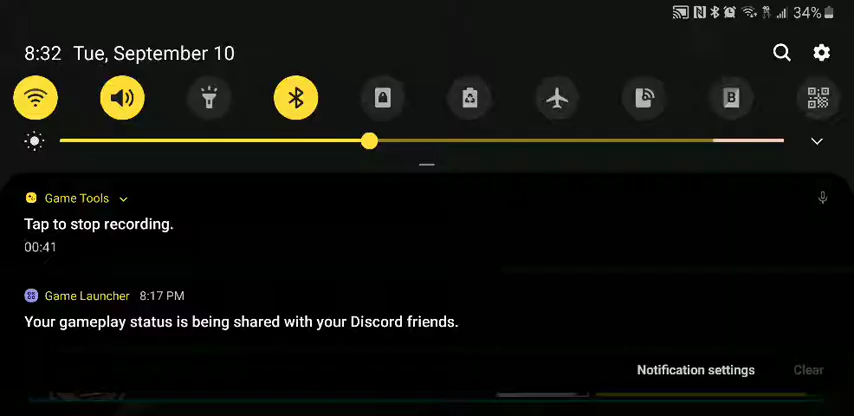 34%
8:32 Tue, September 10
B
Game Tools
Tap to stop recording.
00:41
Game Launcher 8:17 PM
Your gameplay status is being shared with your Discord friends.
Notification settings Clear